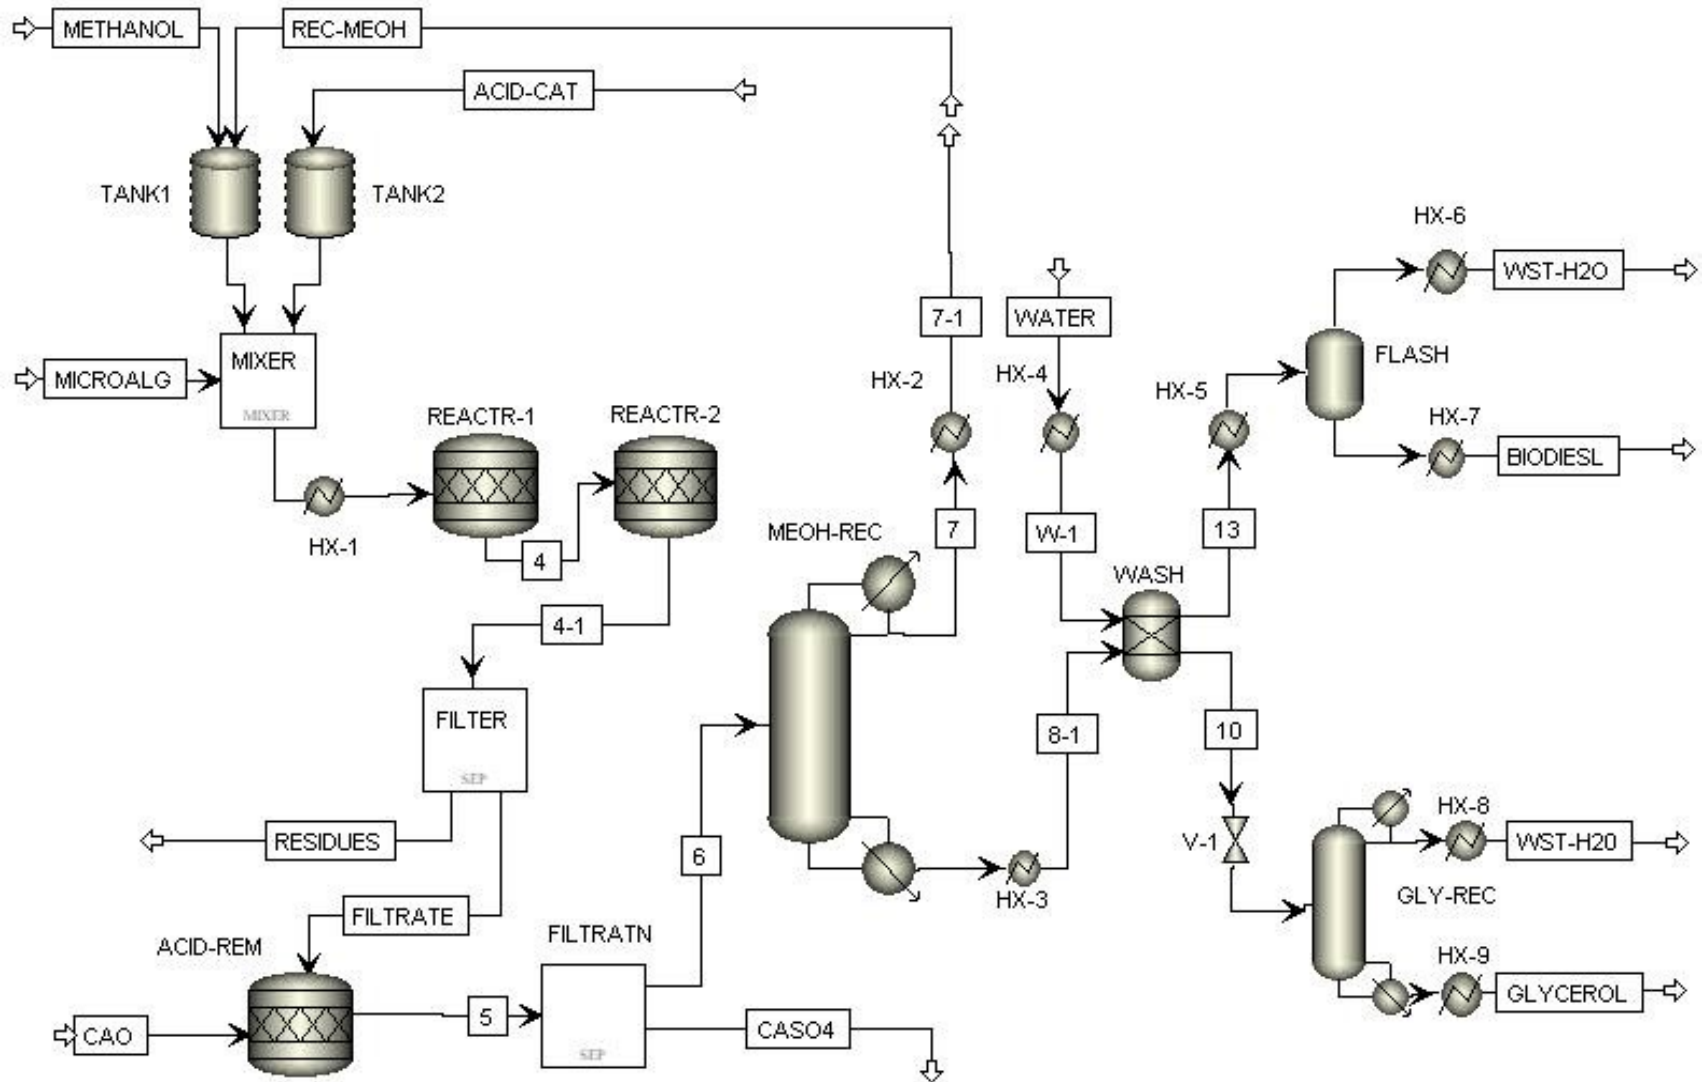 METHANOL
REC-MEOH
ACID-CAT
TANK1
TANK2
HX-6
WST-H2O
7-1
WATER
MIXER
MICROALG
MIXER
FLASH
HX-2
HX-4
HX-5
REACTR-1
REACTR-2
HX-7
BIODIESL
HX-1
4
MEOH-REC
7
W-1
13
WASH
4-1
FILTER
SEP
8-1
10
RESIDUES
V-1
HX-8
WST-H20
6
HX-3
GLY-REC
FILTRATE
ACID-REM
FILTRATN
HX-9
GLYCEROL
CAO
5
CASO4
SEP